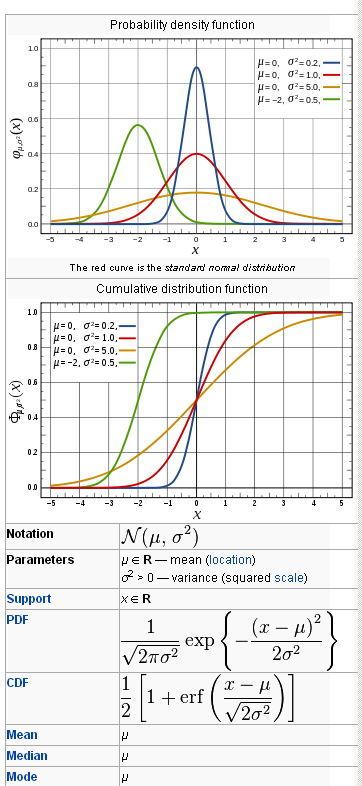 Probability density function
μ= 0, σ²= 0.2,
μ= 0, σ²= 1.0,
μ= 0, σ²= 5.0,
μ= −2, σ²= 0.5,
1.0
0.8
0.6
0.4
0.2
0.0
φμ,σ²(x)
−5 −4 −3 −2 −1 0 1 2 3 4 5
x
The red curve is the standard normal distribution
Cumulative distribution function
μ= 0, σ²= 0.2,
μ= 0, σ²= 1.0,
μ= 0, σ²= 5.0,
μ= −2, σ²= 0.5,
1.0
0.8
0.6
0.4
0.2
0.0
Φμ,σ²(x)
−5 −4 −3 −2 −1 0 1 2 3 4 5
x
Notation 𝒩(μ, σ²)
Parameters μ ∈ R — mean (location)
σ² > 0 — variance (squared scale)
Support x ∈ R
PDF 1/√(2πσ²) exp{−(x − μ)²/2σ²}
CDF 1/2 [1 + erf((x − μ)/√(2σ²))]
Mean μ
Median μ
Mode μ